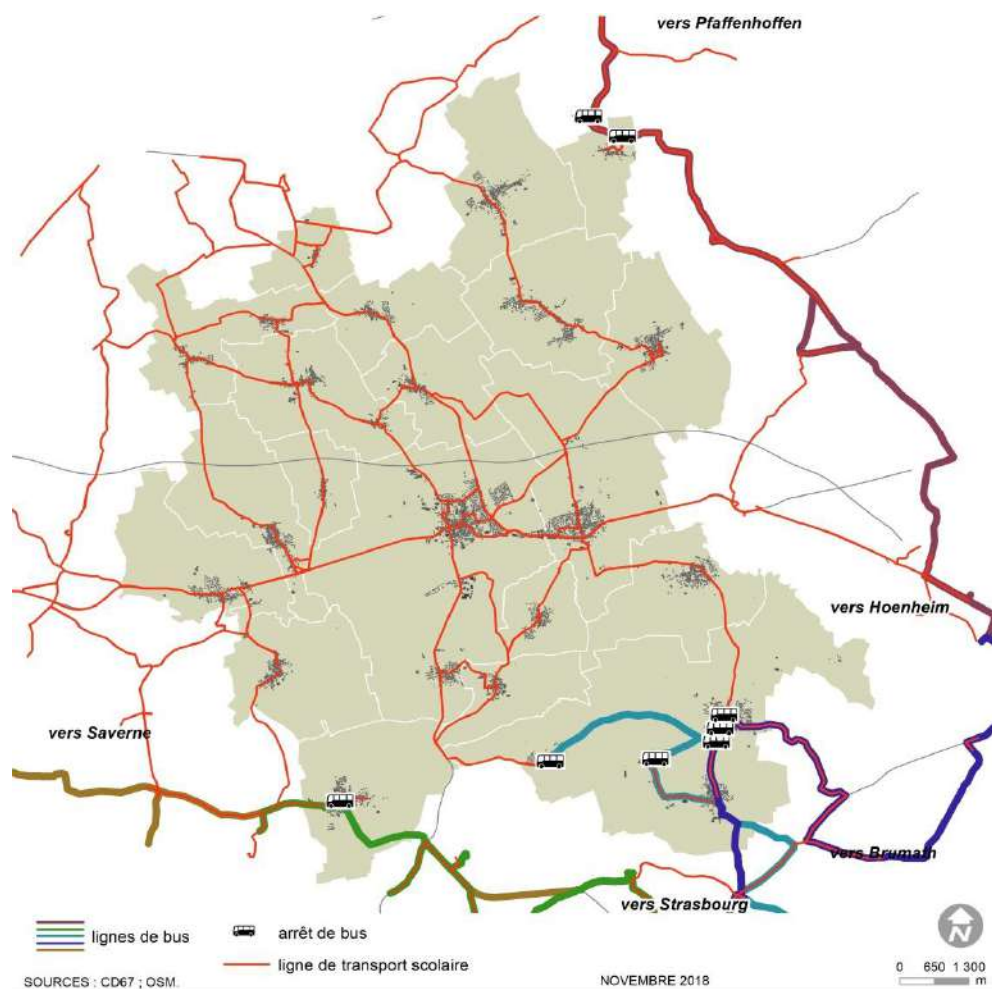 vers Pfaffenhoffen
vers Hoenheim
vers Saverne
vers Brumath
vers Strasbourg
lignes de bus
arrêt de bus
ligne de transport scolaire
SOURCES : CD67 ; OSM.
NOVEMBRE 2018
N
0 650 1 300
m